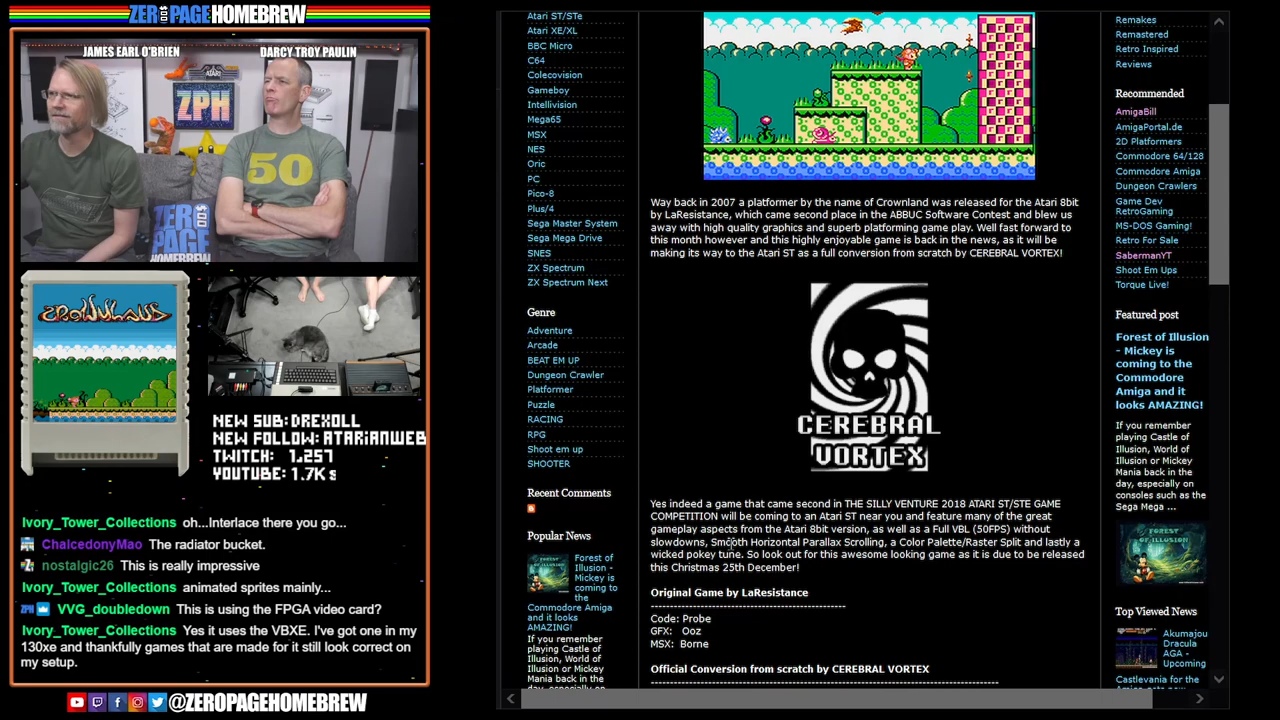 ZERO PAGE HOMEBREW
JAMES EARL O'BRIEN
DARCY TROY PAULIN
ATARI
ZPH
50
ZERO
PAGE
HOMEBREW
CROWNLAND
NEW SUB: DREXOLL
NEW FOLLOW: ATARIANWEB
TWITCH: 1,257
YOUTUBE: 1.7K s
Ivory_Tower_Collections oh...Interlace there you go...
ChalcedonyMao The radiator bucket.
nostalgic26 This is really impressive
Ivory_Tower_Collections animated sprites mainly...
ZPH VVG_doubledown This is using the FPGA video card?
Ivory_Tower_Collections Yes it uses the VBXE. I've got one in my
130xe and thankfully games that are made for it still look correct on
my setup.
@ZEROPAGEHOMEBREW
Atari ST/STe
Atari XE/XL
BBC Micro
C64
Colecovision
Gameboy
Intellivision
Mega65
MSX
NES
Oric
PC
Pico-8
Plus/4
Sega Master System
Sega Mega Drive
SNES
ZX Spectrum
ZX Spectrum Next
Genre
Adventure
Arcade
BEAT EM UP
Dungeon Crawler
Platformer
Puzzle
RACING
RPG
Shoot em up
SHOOTER
Recent Comments
Popular News
Forest of
Illusion -
Mickey is
coming to
the
Commodore Amiga
and it looks
AMAZING!
If you
remember
playing Castle of
Illusion, World
of Illusion or
Mickey Mania
back in the
day, especially on
Way back in 2007 a platformer by the name of Crownland was released for the Atari 8bit
by LaResistance, which came second place in the ABBUC Software Contest and blew us
away with high quality graphics and superb platforming game play. Well fast forward to
this month however and this highly enjoyable game is back in the news, as it will be
making its way to the Atari ST as a full conversion from scratch by CEREBRAL VORTEX!
CEREBRAL
VORTEX
Yes indeed a game that came second in THE SILLY VENTURE 2018 ATARI ST/STE GAME
COMPETITION will be coming to an Atari ST near you and feature many of the great
gameplay aspects from the Atari 8bit version, as well as a Full VBL (50FPS) without
slowdowns, Smooth Horizontal Parallax Scrolling, a Color Palette/Raster Split and lastly a
wicked pokey tune. So look out for this awesome looking game as it is due to be released
this Christmas 25th December!
Original Game by LaResistance
--------------------------------------------------
Code: Probe
GFX: Ooz
MSX: Borne
Official Conversion from scratch by CEREBRAL VORTEX
Remakes
Remastered
Retro Inspired
Reviews
Recommended
AmigaBill
AmigaPortal.de
2D Platformers
Commodore 64/128
Commodore Amiga
Dungeon Crawlers
Game Dev
RetroGaming
MS-DOS Gaming!
Retro For Sale
SabermanYT
Shoot Em Ups
Torque Live!
Featured post
Forest of Illusion
- Mickey is
coming to the
Commodore
Amiga and it
looks AMAZING!
If you remember
playing Castle of
Illusion, World of
Illusion or Mickey
Mania back in the
day, especially on
consoles such as the
Sega Mega ...
Top Viewed News
Akumajou
Dracula
AGA -
Upcoming
Castlevania for the